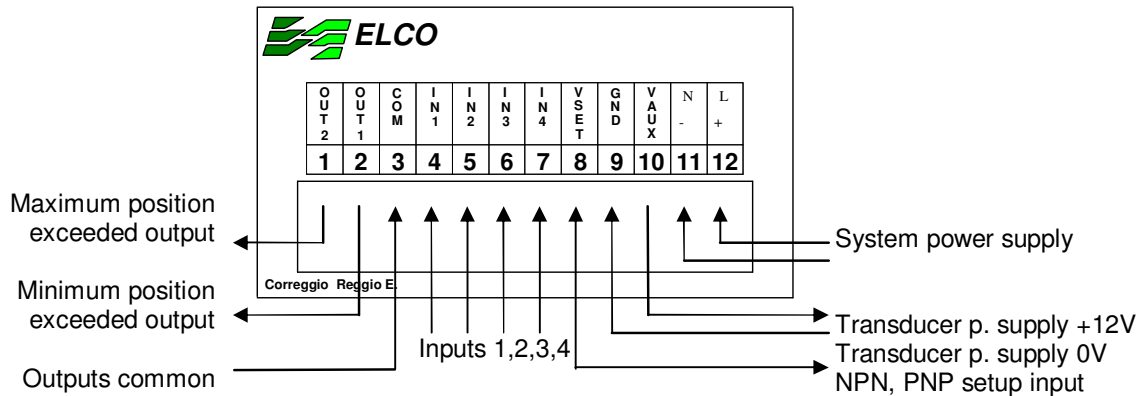 ELCO
OUT2 OUT1 COM IN1 IN2 IN3 IN4 VSET GND VAUX N - L +
1 2 3 4 5 6 7 8 9 10 11 12
Maximum position
exceeded output
System power supply
Correggio Reggio E.
Minimum position
exceeded output
Inputs 1,2,3,4
Transducer p. supply +12V
Transducer p. supply 0V
NPN, PNP setup input
Outputs common